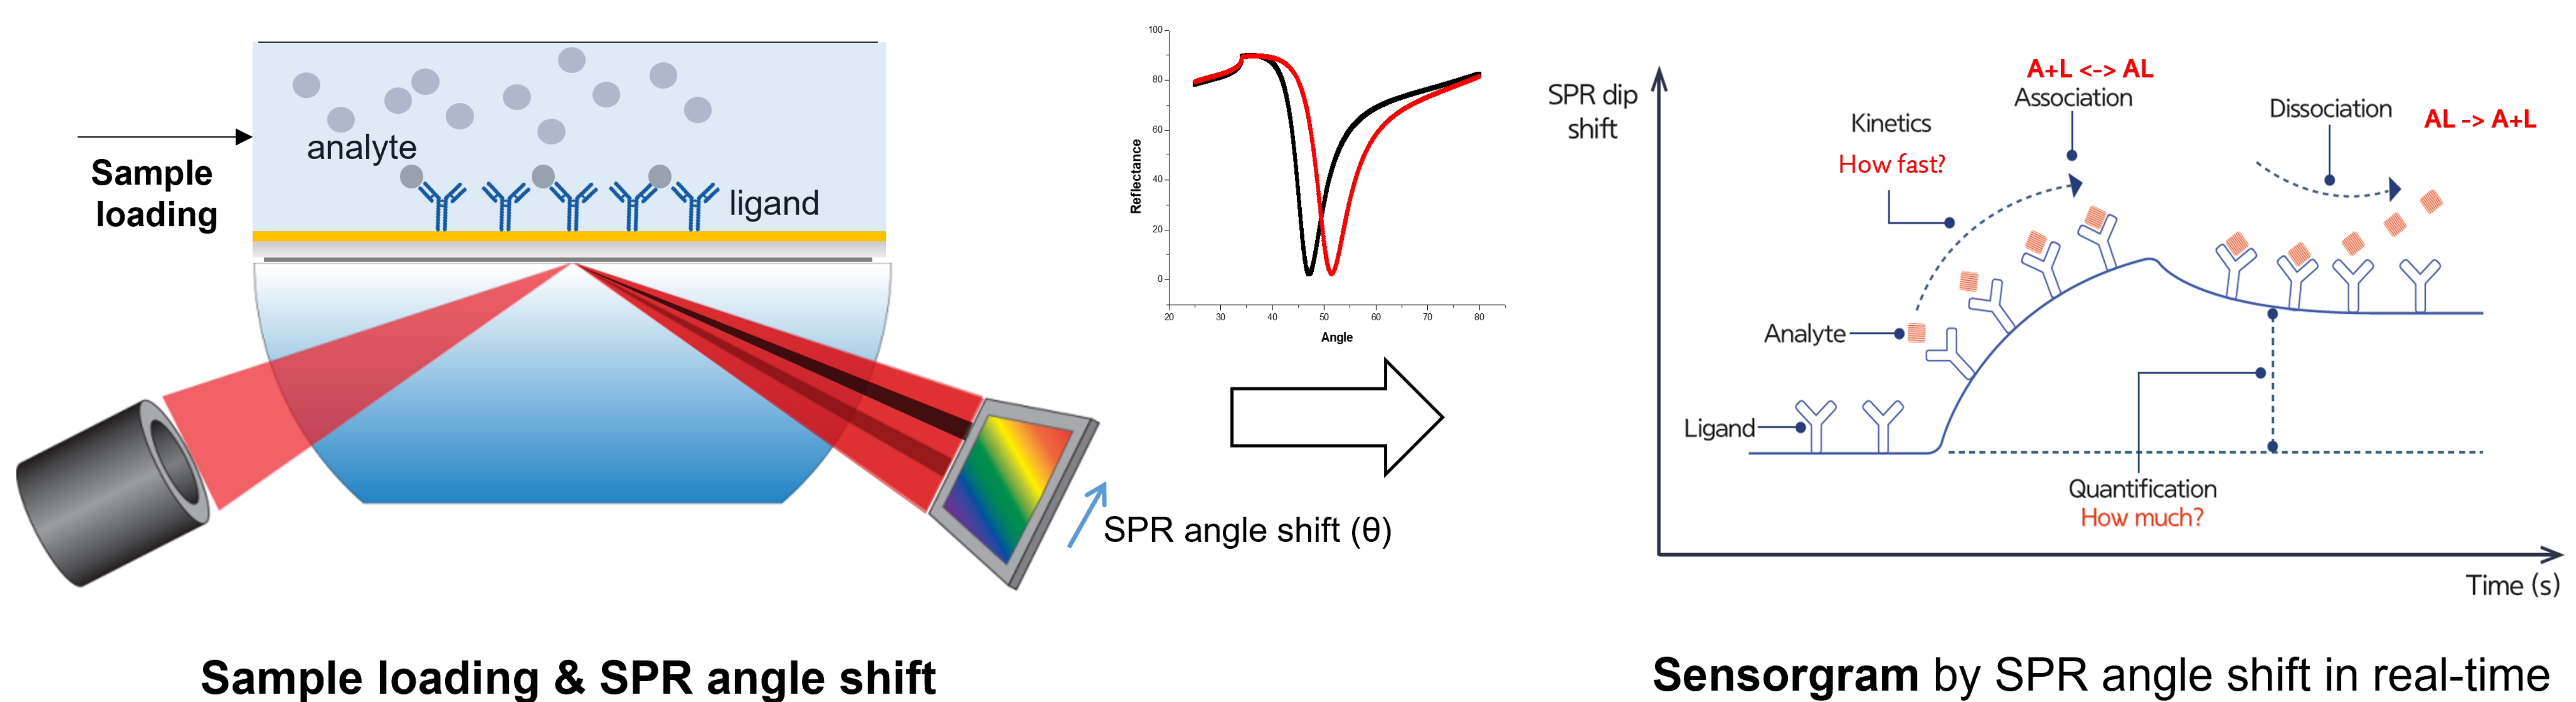 Sample
loading
analyte
ligand
SPR angle shift (θ)
Sample loading & SPR angle shift
100
80
60
40
20
0
Reflectance
20 30 40 50 60 70 80
Angle
SPR dip
shift
Kinetics
How fast?
A+L <-> AL
Association
Dissociation
AL -> A+L
Analyte
Ligand
Quantification
How much?
Time (s)
Sensorgram by SPR angle shift in real-time